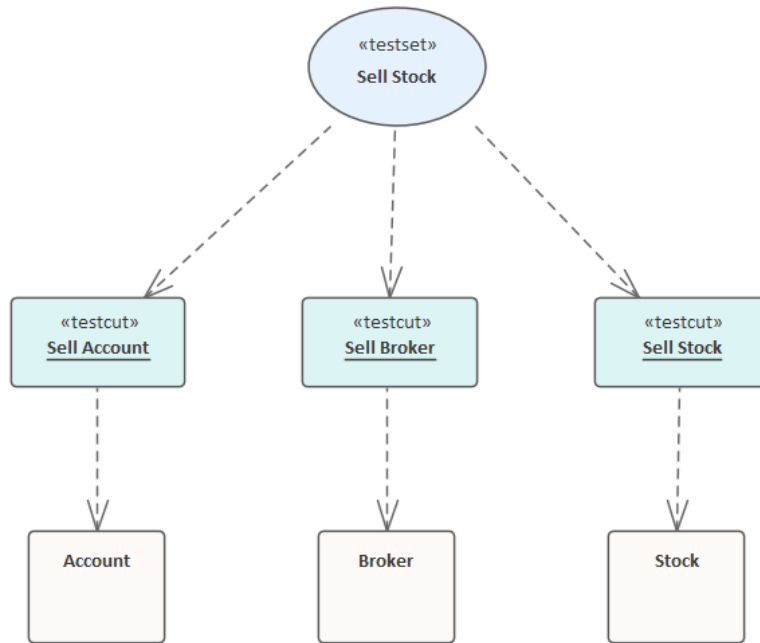 «testset»
Sell Stock
«testcut»
Sell Account
«testcut»
Sell Broker
«testcut»
Sell Stock
Account
Broker
Stock